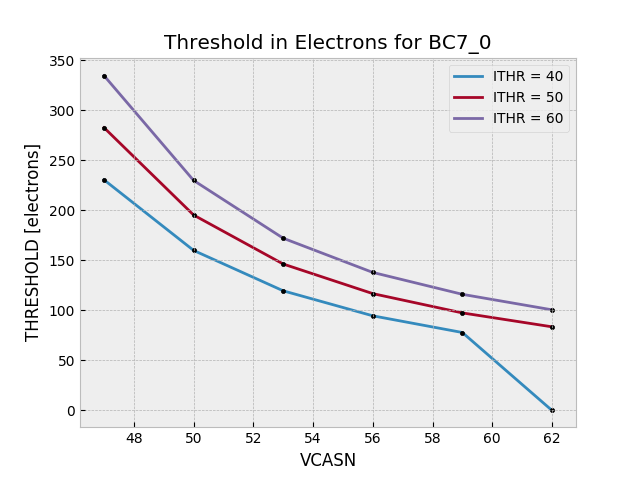 Threshold in Electrons for BC7_0
ITHR = 40
ITHR = 50
ITHR = 60
350
300
250
200
150
100
50
0
THRESHOLD [electrons]
48 50 52 54 56 58 60 62
VCASN